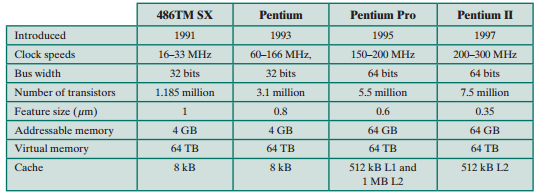 486TM SX Pentium Pentium Pro Pentium II
Introduced 1991 1993 1995 1997
Clock speeds 16–33 MHz 60–166 MHz, 150–200 MHz 200–300 MHz
Bus width 32 bits 32 bits 64 bits 64 bits
Number of transistors 1.185 million 3.1 million 5.5 million 7.5 million
Feature size (μm) 1 0.8 0.6 0.35
Addressable memory 4 GB 4 GB 64 GB 64 GB
Virtual memory 64 TB 64 TB 64 TB 64 TB
Cache 8 kB 8 kB 512 kB L1 and 512 kB L2
1 MB L2